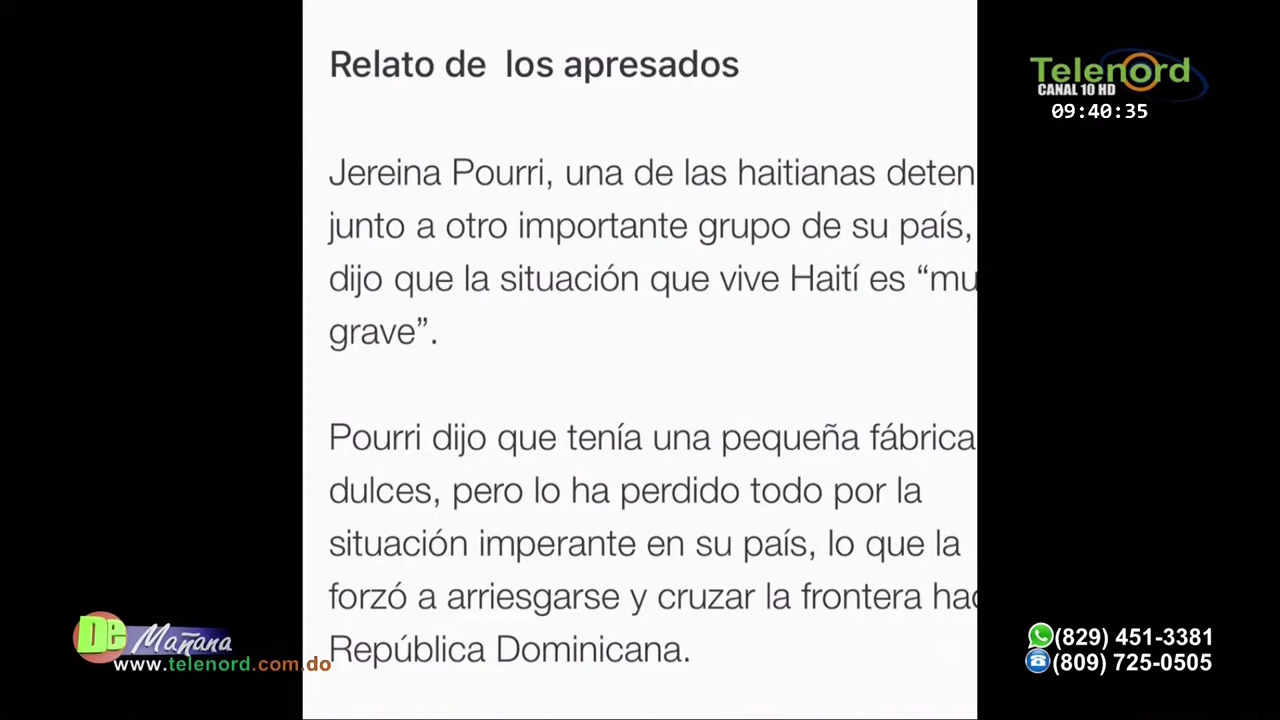 Relato de los apresados
Jereina Pourri, una de las haitianas deten
junto a otro importante grupo de su país,
dijo que la situación que vive Haití es “mu
grave”.
Pourri dijo que tenía una pequeña fábrica
dulces, pero lo ha perdido todo por la
situación imperante en su país, lo que la
forzó a arriesgarse y cruzar la frontera hac
República Dominicana.
Telenord
CANAL 10 HD
09:40:35
De Mañana
www.telenord.com.do
(829) 451-3381
(809) 725-0505